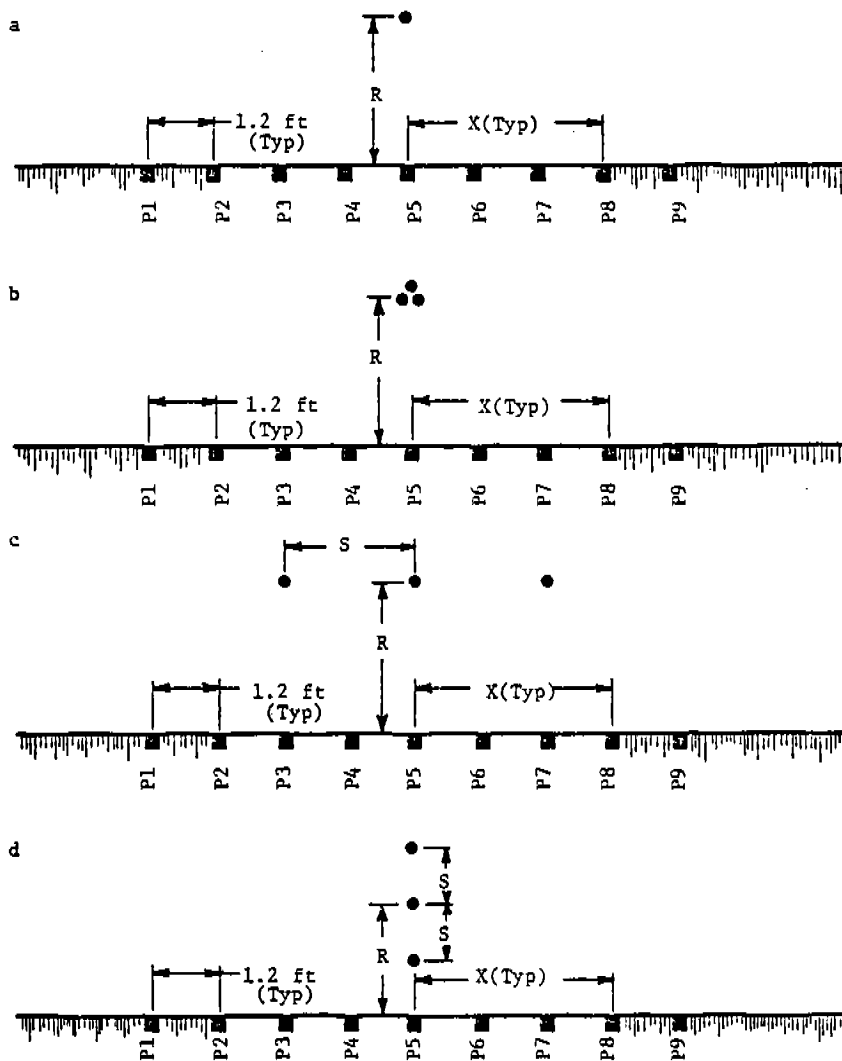 a
R
1.2 ft
(Typ)
X(Typ)
P1 P2 P3 P4 P5 P6 P7 P8 P9
b
R
1.2 ft
(Typ)
X(Typ)
P1 P2 P3 P4 P5 P6 P7 P8 P9
c
S
R
1.2 ft
(Typ)
X(Typ)
P1 P2 P3 P4 P5 P6 P7 P8 P9
d
S
S
R
1.2 ft
(Typ)
X(Typ)
P1 P2 P3 P4 P5 P6 P7 P8 P9